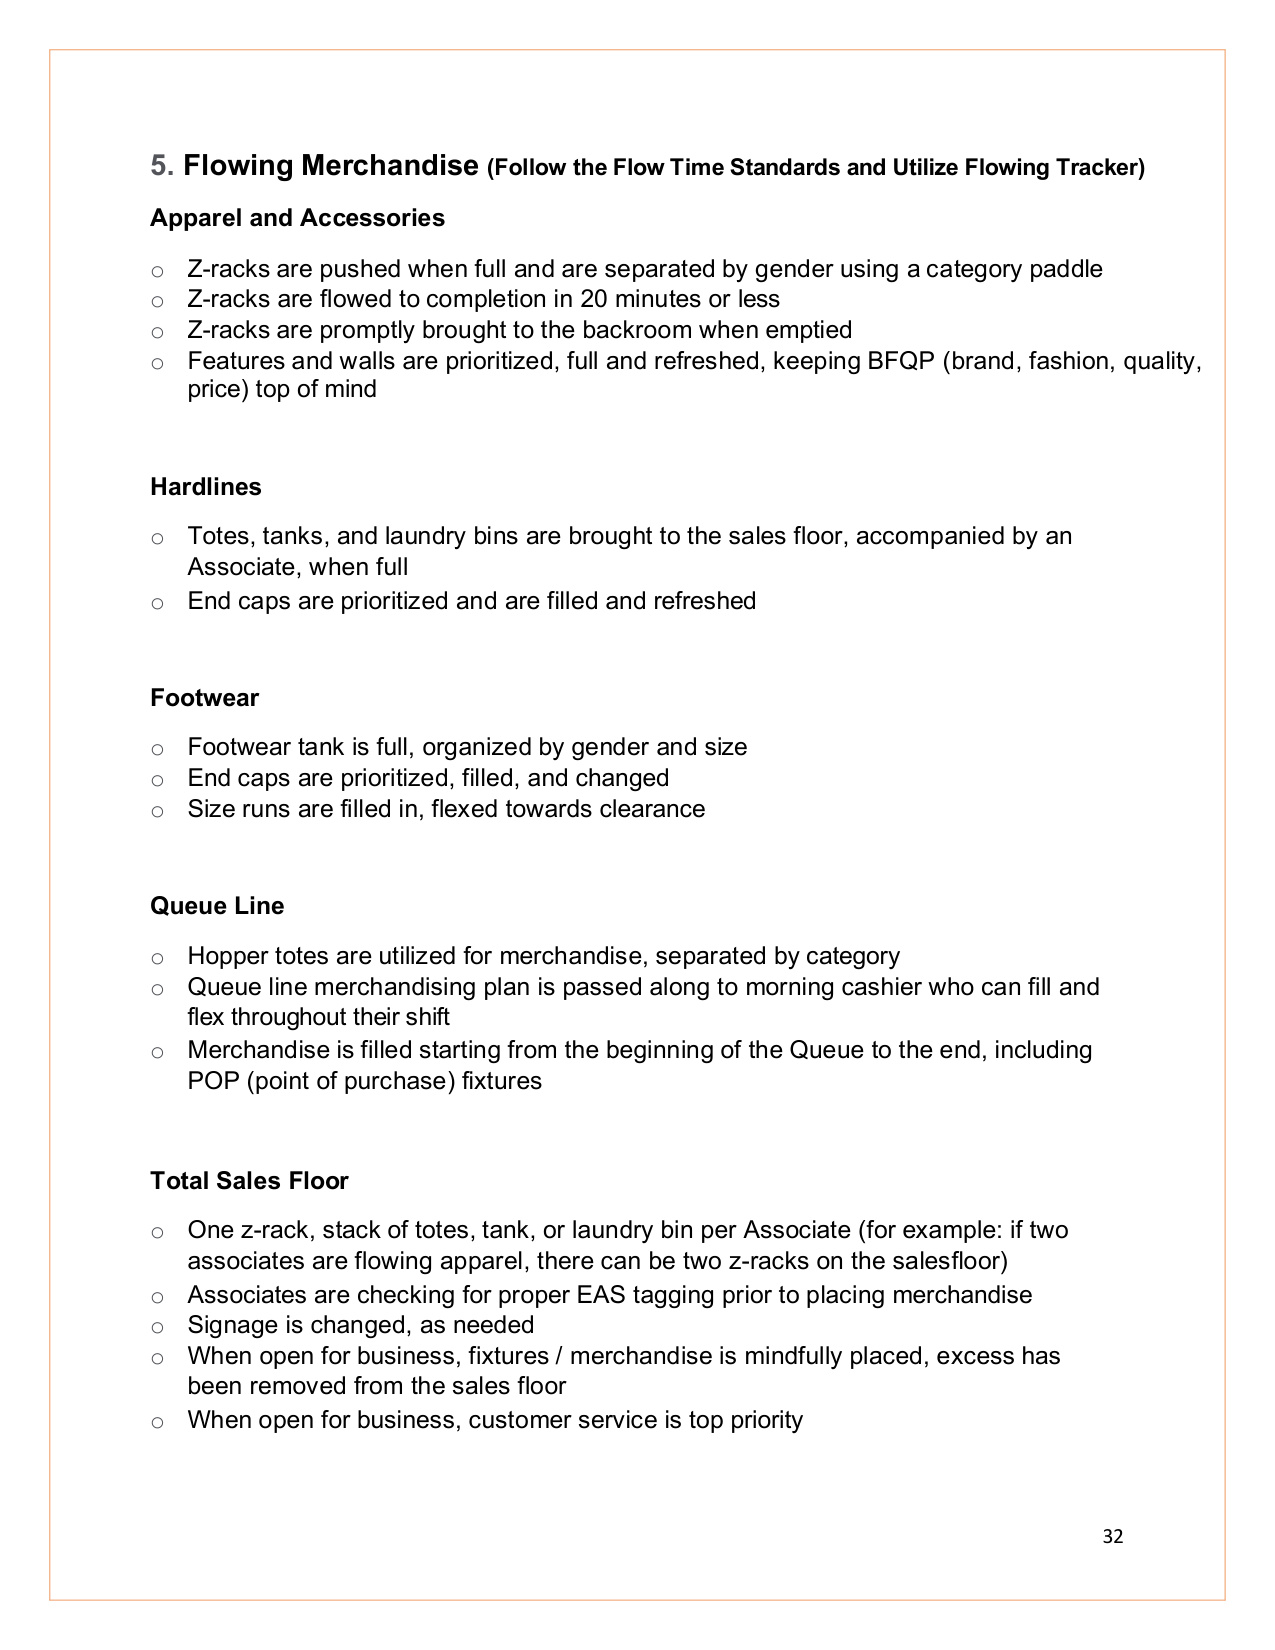 5. Flowing Merchandise (Follow the Flow Time Standards and Utilize Flowing Tracker)
Apparel and Accessories
o Z-racks are pushed when full and are separated by gender using a category paddle
o Z-racks are flowed to completion in 20 minutes or less
o Z-racks are promptly brought to the backroom when emptied
o Features and walls are prioritized, full and refreshed, keeping BFQP (brand, fashion, quality,
price) top of mind
Hardlines
o Totes, tanks, and laundry bins are brought to the sales floor, accompanied by an
Associate, when full
o End caps are prioritized and are filled and refreshed
Footwear
o Footwear tank is full, organized by gender and size
o End caps are prioritized, filled, and changed
o Size runs are filled in, flexed towards clearance
Queue Line
o Hopper totes are utilized for merchandise, separated by category
o Queue line merchandising plan is passed along to morning cashier who can fill and
flex throughout their shift
o Merchandise is filled starting from the beginning of the Queue to the end, including
POP (point of purchase) fixtures
Total Sales Floor
o One z-rack, stack of totes, tank, or laundry bin per Associate (for example: if two
associates are flowing apparel, there can be two z-racks on the salesfloor)
o Associates are checking for proper EAS tagging prior to placing merchandise
o Signage is changed, as needed
o When open for business, fixtures / merchandise is mindfully placed, excess has
been removed from the sales floor
o When open for business, customer service is top priority
32